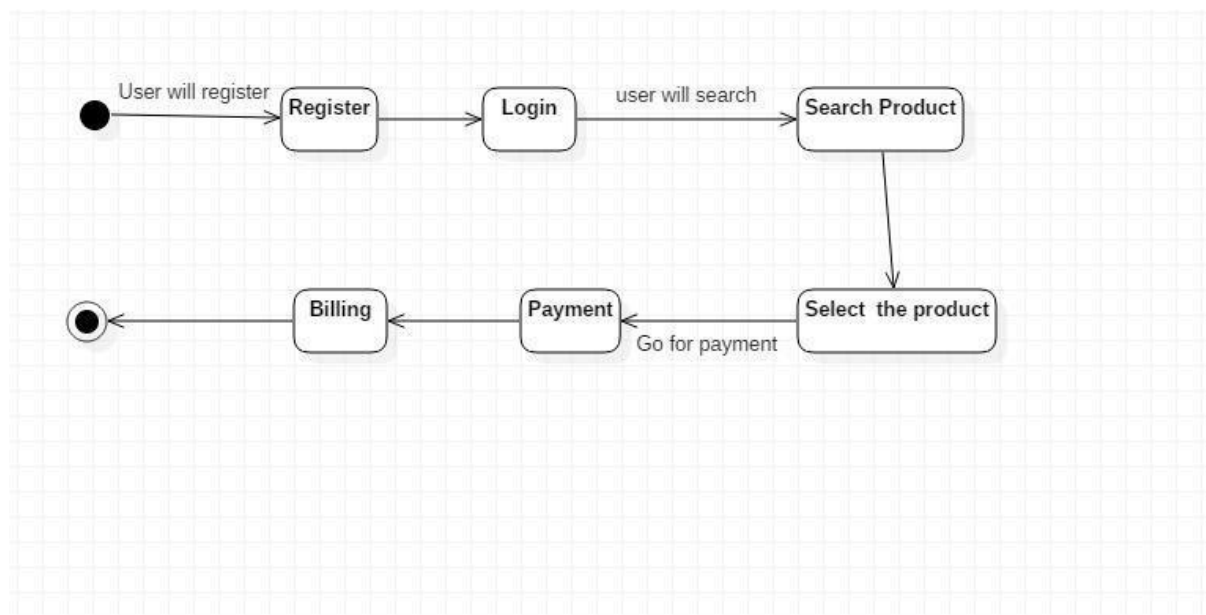 User will register
Register
Login
user will search
Search Product
Billing
Payment
Go for payment
Select  the product